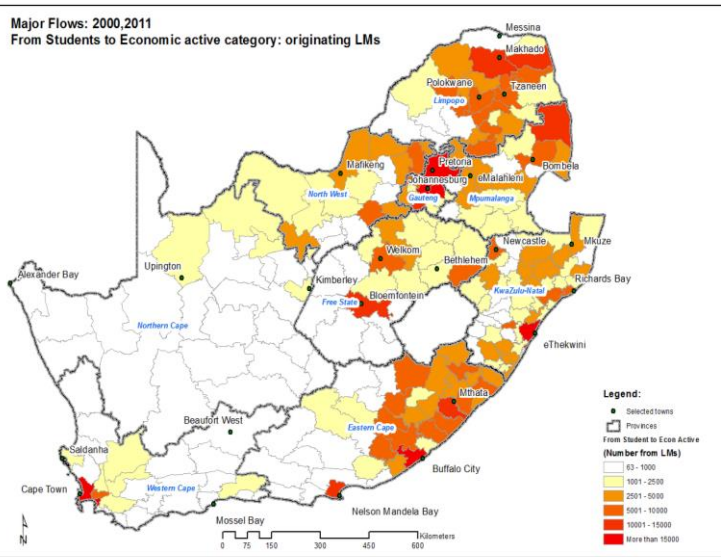 Major Flows: 2000,2011
From Students to Economic active category: originating LMs
Messina
Makhado
Polokwane
Tzaneen
Limpopo
Mafikeng
Pretoria
Bombela
Johannesburg
eMalahleni
North West
Gauteng
Mpumalanga
Welkom
Newcastle
Mkuze
Alexander Bay
Upington
Kimberley
Bethlehem
Richards Bay
KwaZulu-Natal
Free State
Bloemfontein
Northern Cape
eThekwini
Mthata
Beaufort West
Eastern Cape
Saldanha
Buffalo City
Cape Town
Western Cape
Nelson Mandela Bay
Mossel Bay
N
Kilometers
0 75 150 300 450 600
Legend:
Selected towns
Provinces
From Student to Econ Active
(Number from LMs)
63 - 1000
1001 - 2500
2501 - 5000
5001 - 10000
10001 - 15000
More than 15000